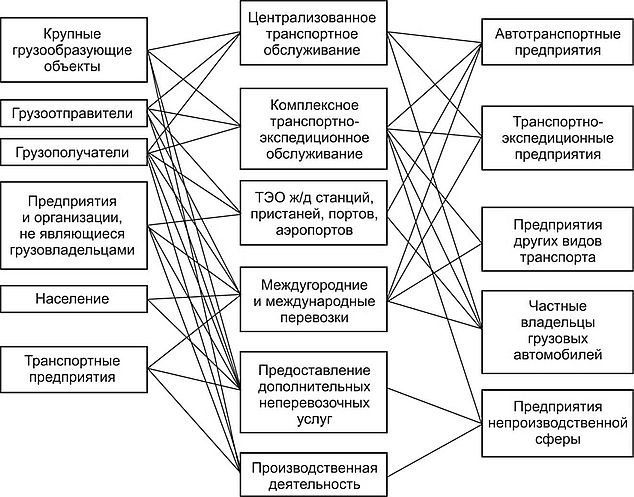 Крупные
грузообразующие
объекты
Грузоотправители
Грузополучатели
Предприятия
и организации,
не являющиеся
грузовладельцами
Население
Транспортные
предприятия
Централизованное
транспортное
обслуживание
Комплексное
транспортно-
экспедиционное
обслуживание
ТЭО ж/д станций,
пристаней, портов,
аэропортов
Междугородние
и международные
перевозки
Предоставление
дополнительных
неперевозочных
услуг
Производственная
деятельность
Автотранспортные
предприятия
Транспортно-
экспедиционные
предприятия
Предприятия
других видов
транспорта
Частные
владельцы
грузовых
автомобилей
Предприятия
непроизводственной
сферы